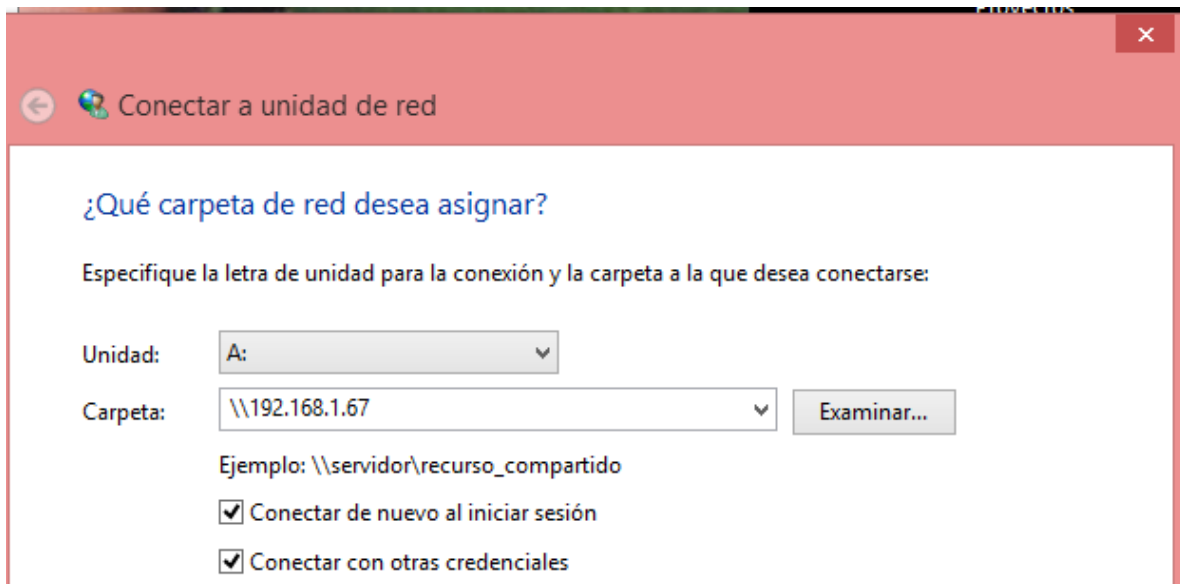 Proyectos
Conectar a unidad de red
¿Qué carpeta de red desea asignar?
Especifique la letra de unidad para la conexión y la carpeta a la que desea conectarse:
Unidad: A:
Carpeta: \\192.168.1.67 Examinar...
Ejemplo: \\servidor\recurso_compartido
Conectar de nuevo al iniciar sesión
Conectar con otras credenciales